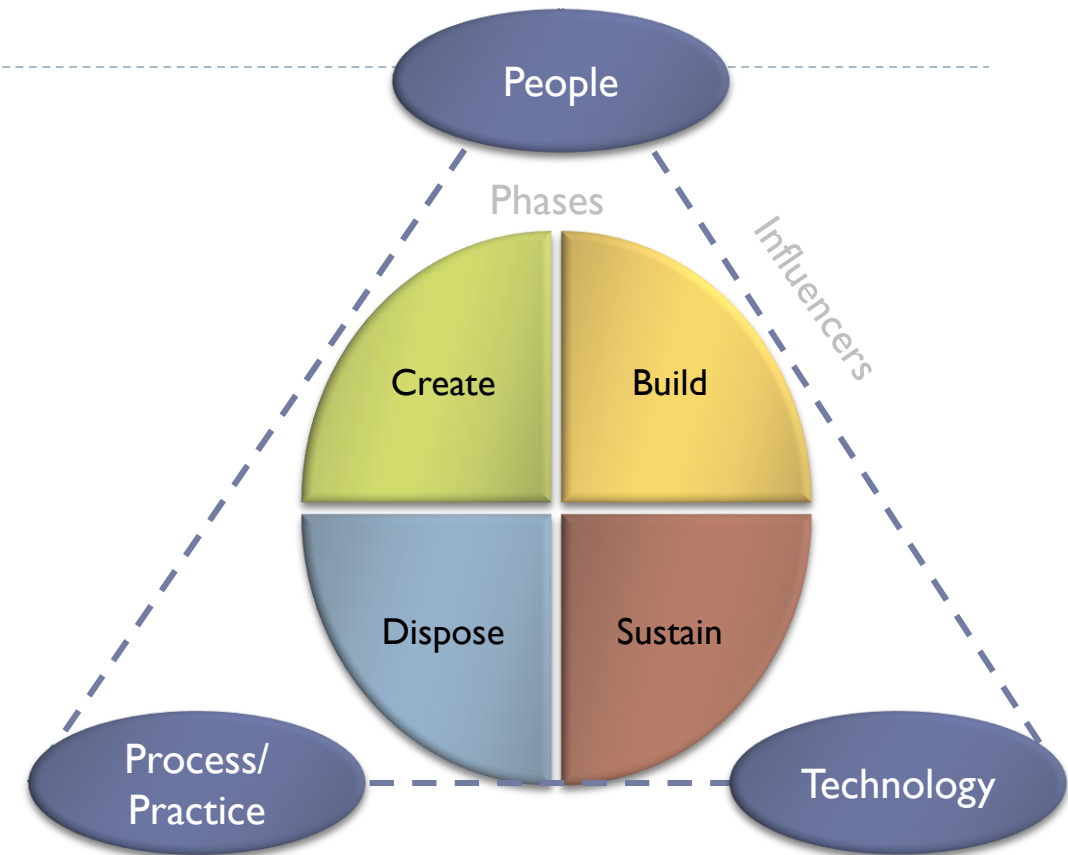 People
Phases
Influencers
Create
Build
Dispose
Sustain
Process/
Practice
Technology